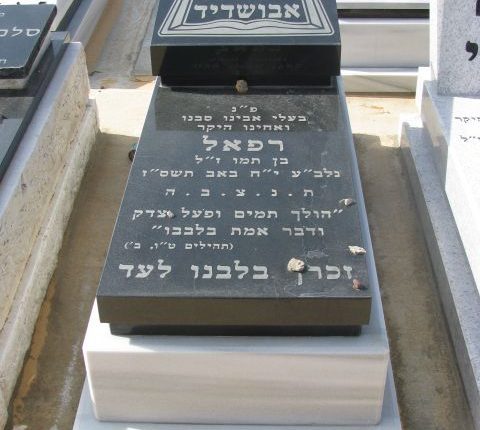 אבושדיד
פ״נ
בעלי אבינו סבנו
ואחינו היקר
רפאל
בן תמו ז״ל
נלב״ע י״ח באב תשס״ז
ת. נ. צ. ב. ה
״הולך תמים ופעל צדק
ודבר אמת בלבבו״
(תהילים ט״ו, ב׳)
זכרך בלבנו לעד